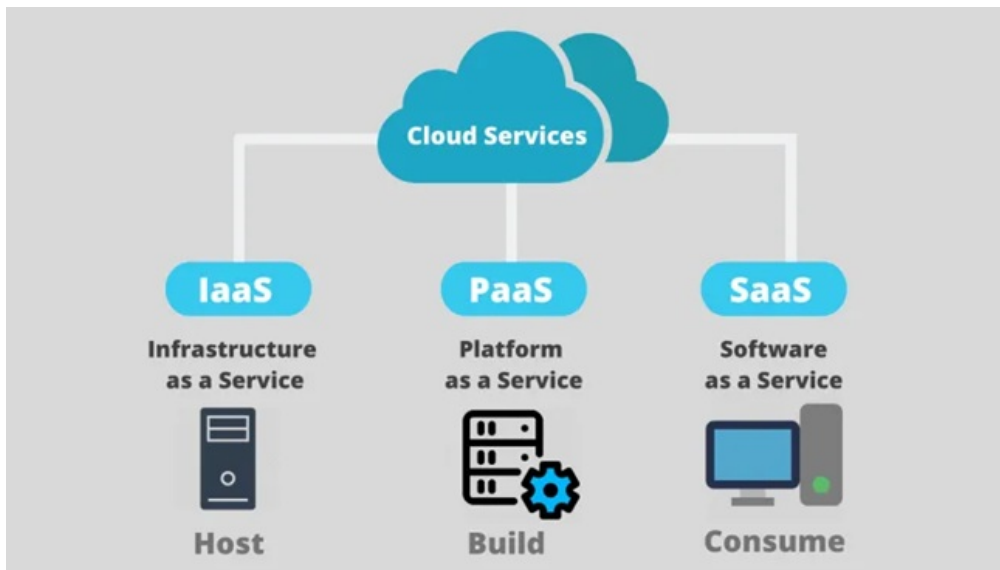 Cloud Services
IaaS
Infrastructure
as a Service
Host
PaaS
Platform
as a Service
Build
SaaS
Software
as a Service
Consume